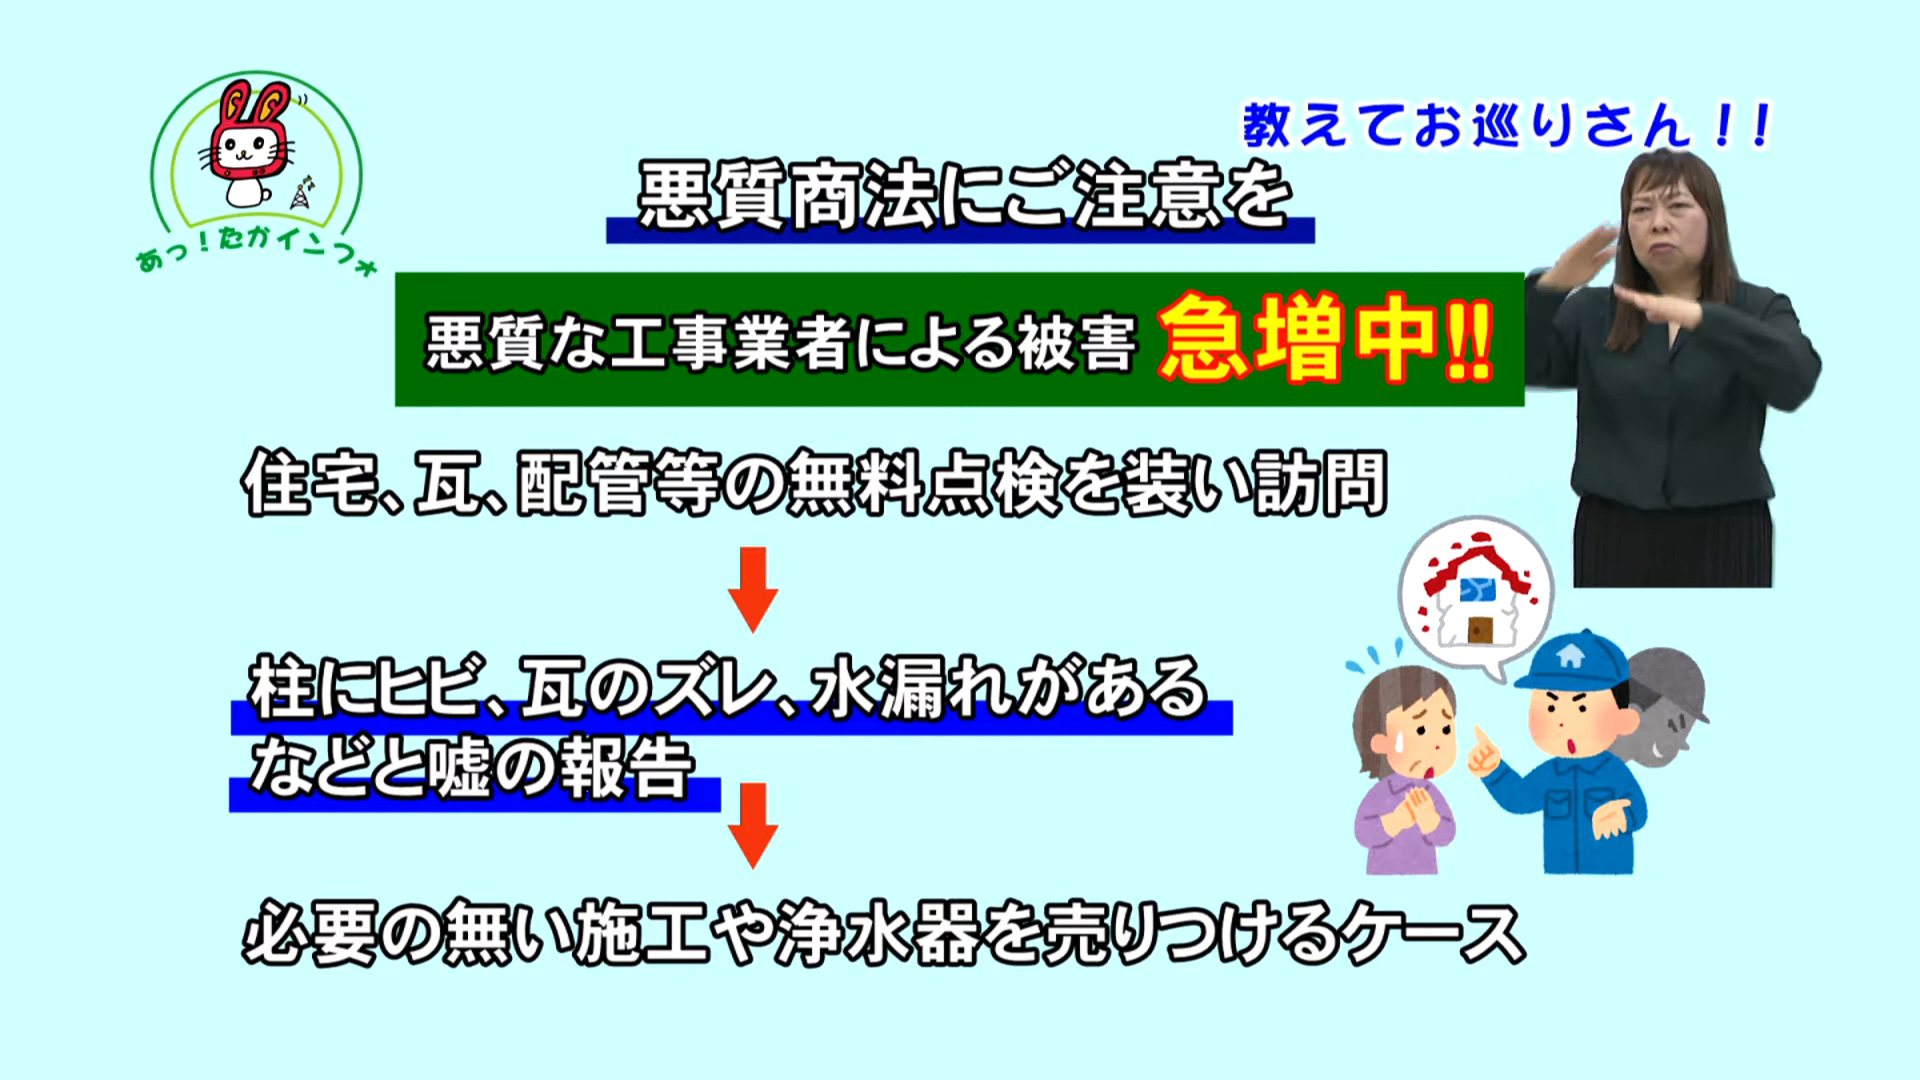 教えてお巡りさん！！
あっ！たかインフォ
悪質商法にご注意を
悪質な工事業者による被害 急増中!!
住宅、瓦、配管等の無料点検を装い訪問
柱にヒビ、瓦のズレ、水漏れがある
などと嘘の報告
必要の無い施工や浄水器を売りつけるケース